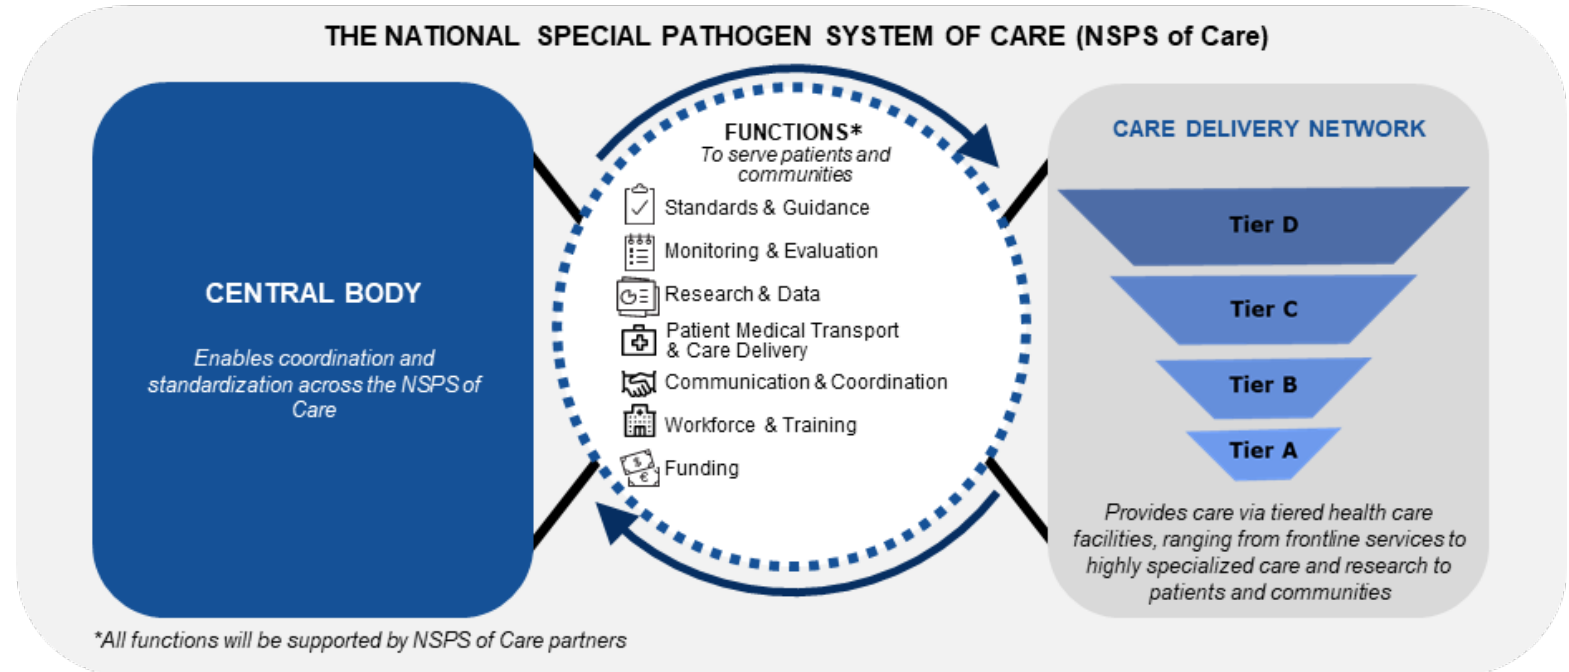 THE NATIONAL SPECIAL PATHOGEN SYSTEM OF CARE (NSPS of Care)
CENTRAL BODY
Enables coordination and
standardization across the NSPS of
Care
FUNCTIONS*
To serve patients and
communities
Standards & Guidance
Monitoring & Evaluation
Research & Data
Patient Medical Transport
& Care Delivery
Communication & Coordination
Workforce & Training
Funding
CARE DELIVERY NETWORK
Tier D
Tier C
Tier B
Tier A
Provides care via tiered health care
facilities, ranging from frontline services to
highly specialized care and research to
patients and communities
*All functions will be supported by NSPS of Care partners